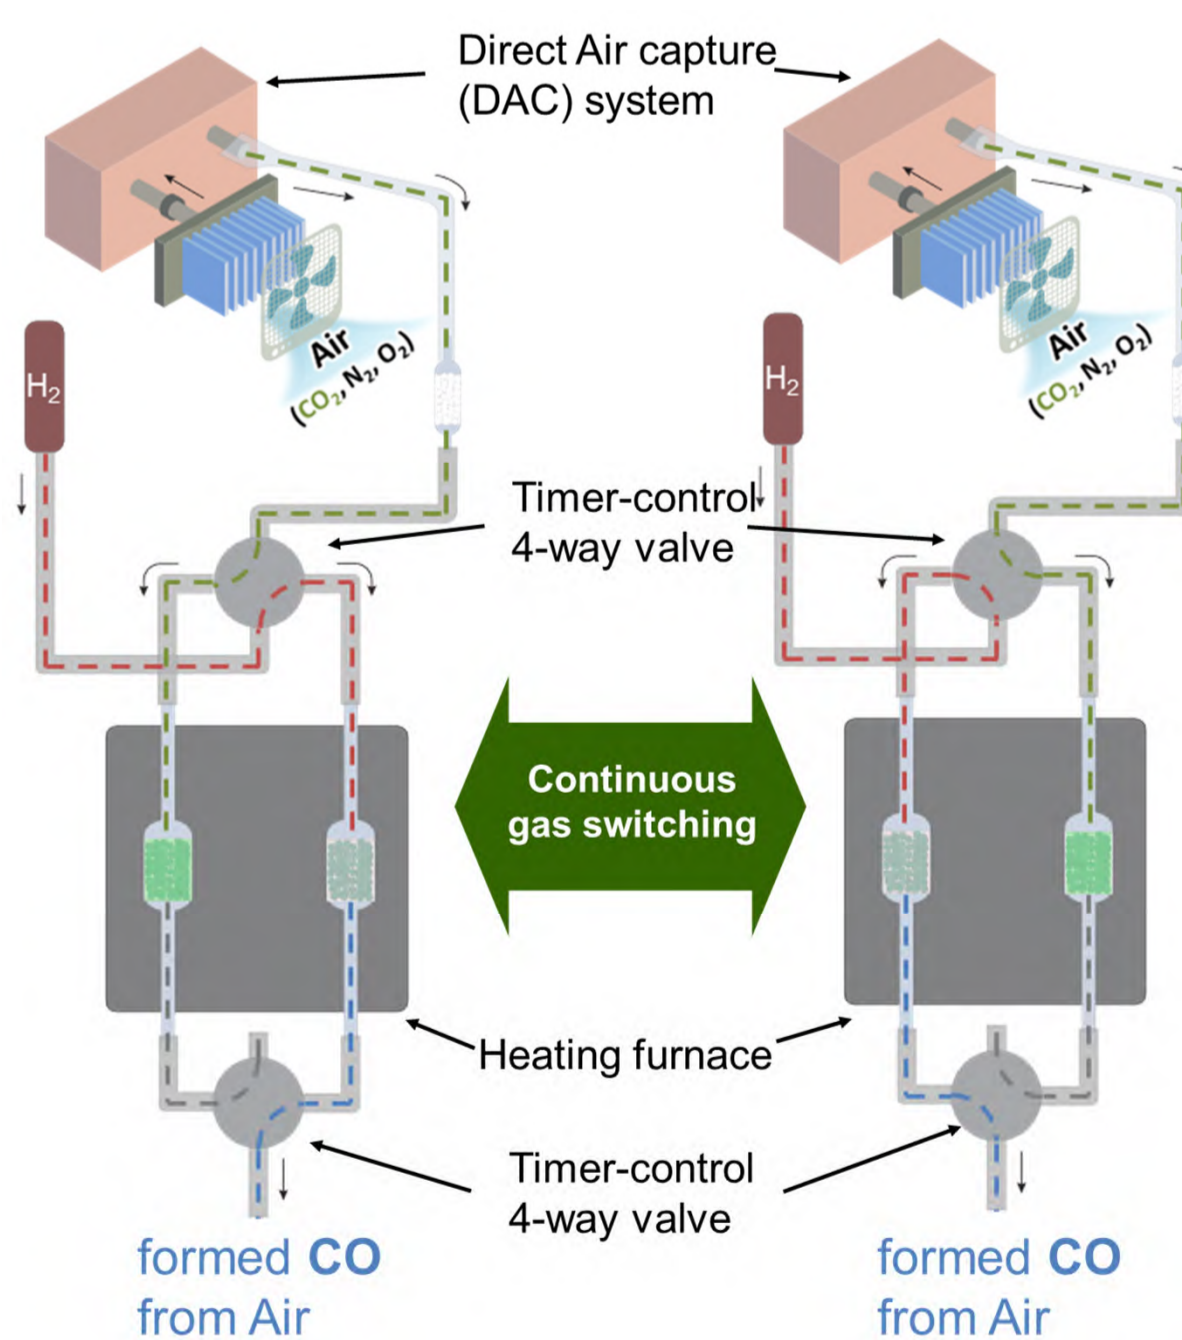 Direct Air capture
(DAC) system
H₂
Air
(CO₂, N₂, O₂)
H₂
Air
(CO₂, N₂, O₂)
Timer-control
4-way valve
Continuous
gas switching
Heating furnace
Timer-control
4-way valve
formed CO
from Air
formed CO
from Air